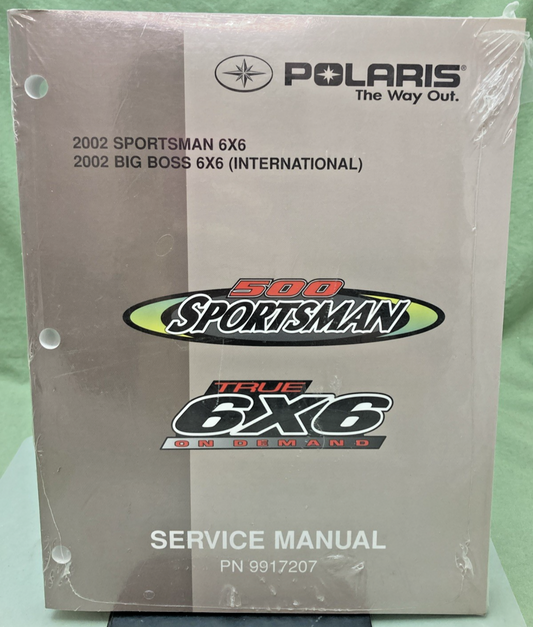 POLARIS®
The Way Out.
2002 SPORTSMAN 6X6
2002 BIG BOSS 6X6 (INTERNATIONAL)
500
SPORTSMAN
TRUE
6X6
ON DEMAND
SERVICE MANUAL
PN 9917207